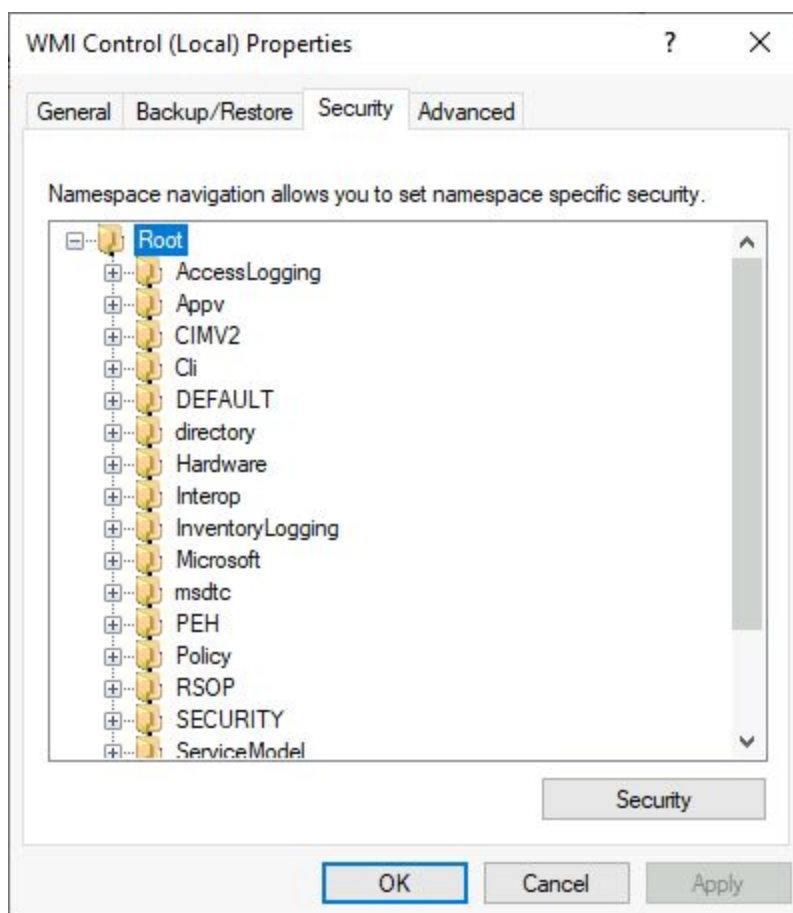 WMI Control (Local) Properties ?
General Backup/Restore Security Advanced
Namespace navigation allows you to set namespace specific security.
Root
AccessLogging
Appv
CIMV2
Cli
DEFAULT
directory
Hardware
Interop
InventoryLogging
Microsoft
msdtc
PEH
Policy
RSOP
SECURITY
ServiceModel
Security
OK Cancel Apply